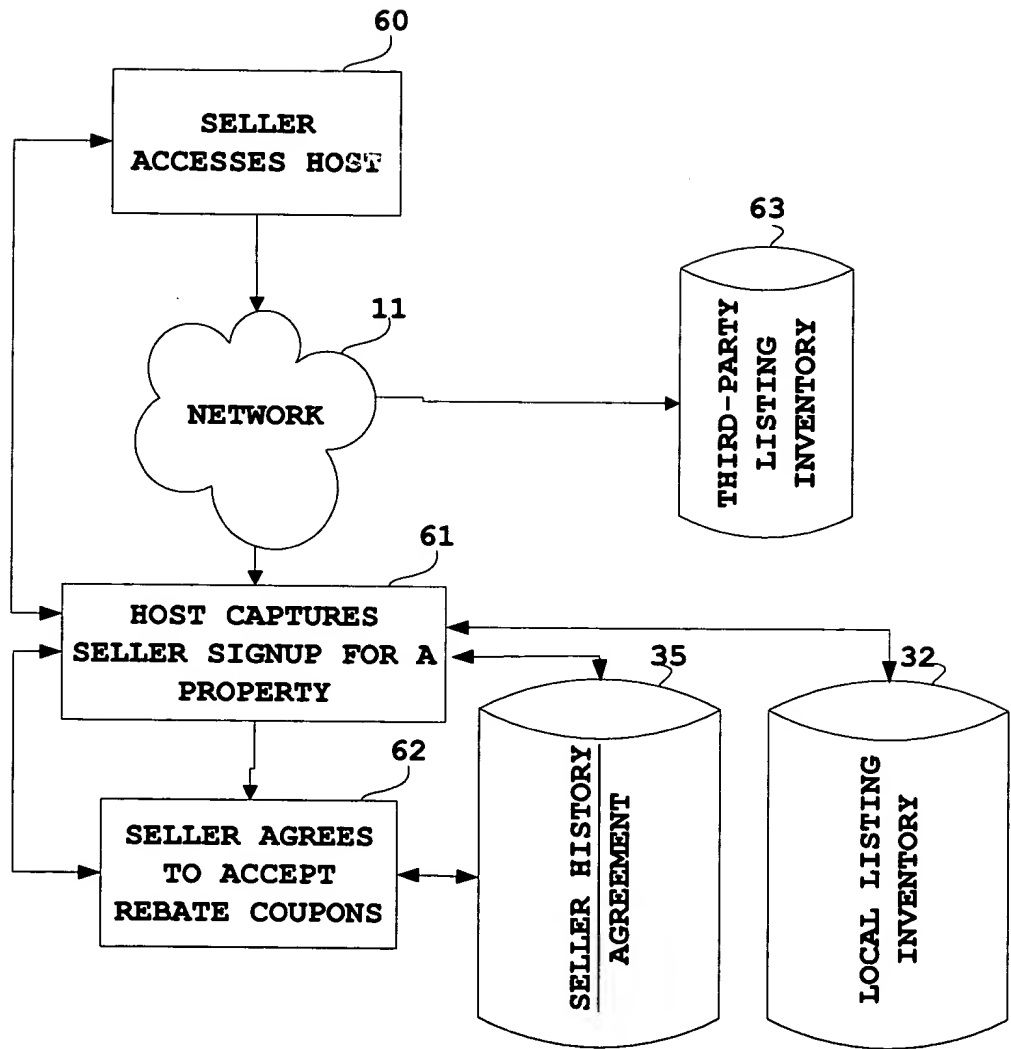 60
SELLER
ACCESSES HOST
63
THIRD-PARTY
LISTING
INVENTORY
11
NETWORK
61
HOST CAPTURES
SELLER SIGNUP FOR A
PROPERTY
35
SELLER HISTORY
AGREEMENT
32
LOCAL LISTING
INVENTORY
62
SELLER AGREES
TO ACCEPT
REBATE COUPONS